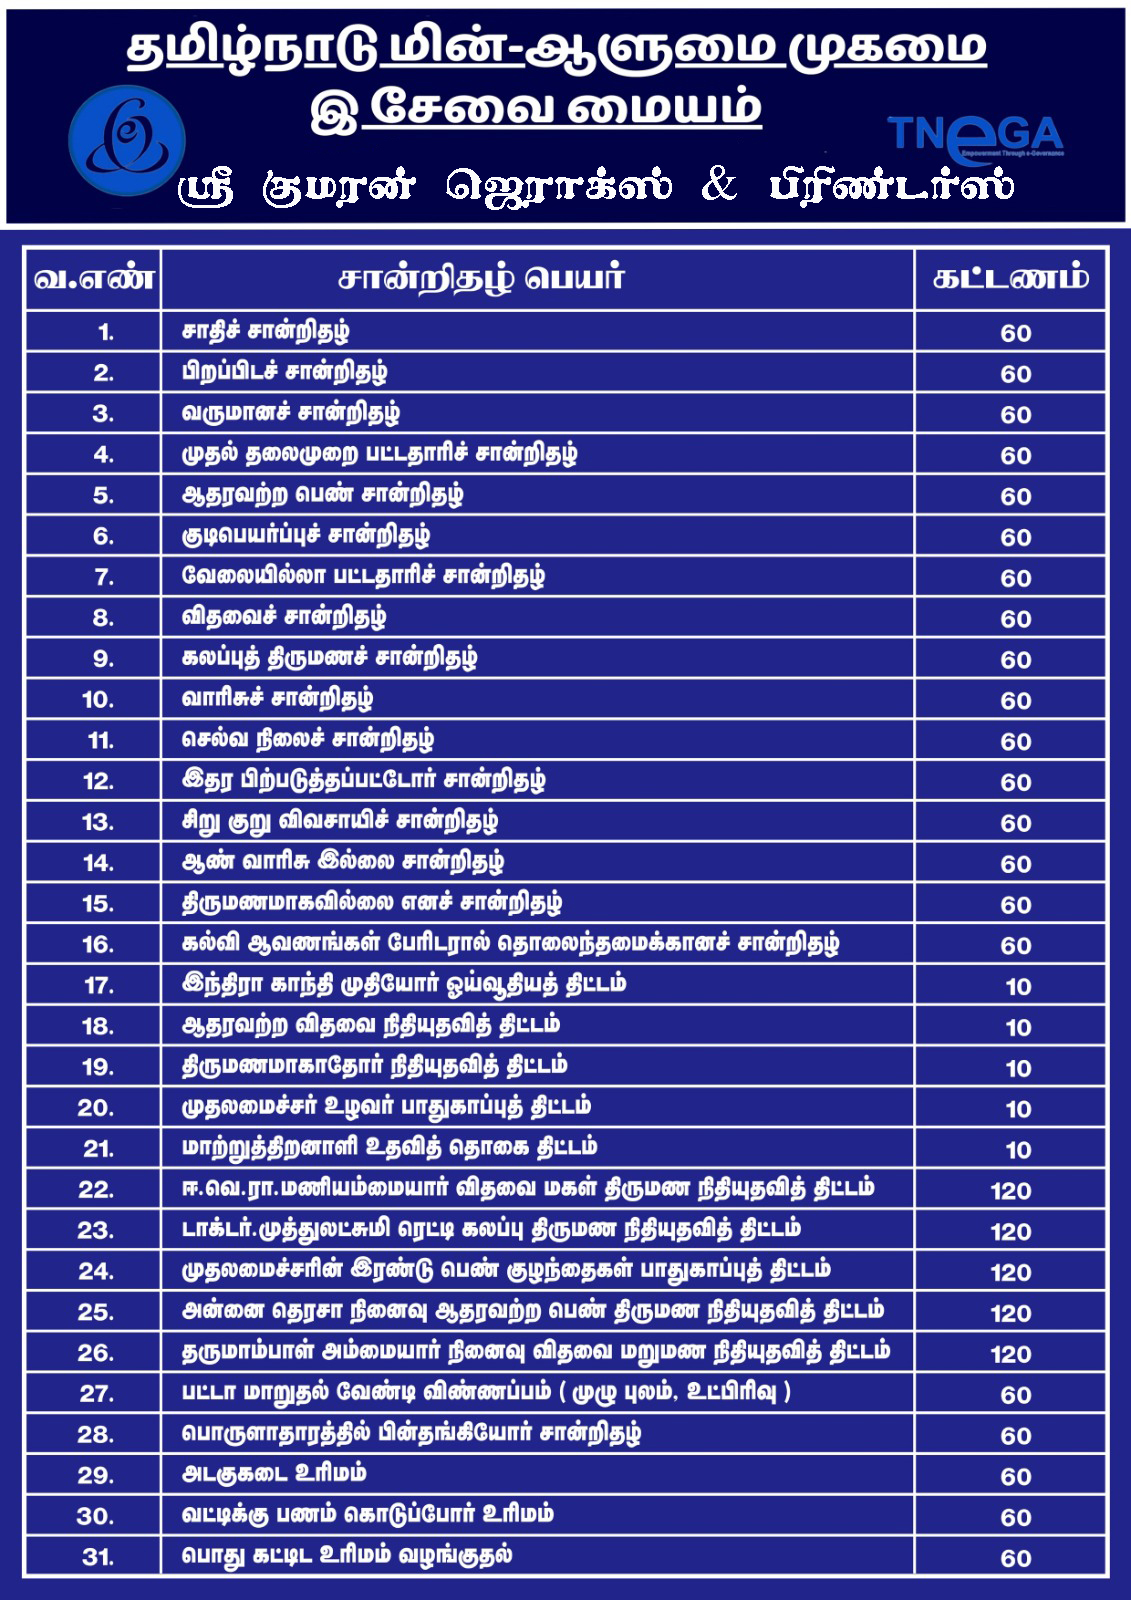 தமிழ்நாடு மின்-ஆளுமை முகமை
இ சேவை மையம்
TNeGA
Empowerment Through e-Governance
ஸ்ரீ குமரன் ஜெராக்ஸ் & பிரிண்டர்ஸ்
வ.எண் சான்றிதழ் பெயர் கட்டணம்
1. சாதிச் சான்றிதழ் 60
2. பிறப்பிடச் சான்றிதழ் 60
3. வருமானச் சான்றிதழ் 60
4. முதல் தலைமுறை பட்டதாரிச் சான்றிதழ் 60
5. ஆதரவற்ற பெண் சான்றிதழ் 60
6. குடிபெயர்ப்புச் சான்றிதழ் 60
7. வேலையில்லா பட்டதாரிச் சான்றிதழ் 60
8. விதவைச் சான்றிதழ் 60
9. கலப்புத் திருமணச் சான்றிதழ் 60
10. வாரிசுச் சான்றிதழ் 60
11. செல்வ நிலைச் சான்றிதழ் 60
12. இதர பிற்படுத்தப்பட்டோர் சான்றிதழ் 60
13. சிறு குறு விவசாயிச் சான்றிதழ் 60
14. ஆண் வாரிசு இல்லை சான்றிதழ் 60
15. திருமணமாகவில்லை எனச் சான்றிதழ் 60
16. கல்வி ஆவணங்கள் பேரிடரால் தொலைந்தமைக்கானச் சான்றிதழ் 60
17. இந்திரா காந்தி முதியோர் ஓய்வூதியத் திட்டம் 10
18. ஆதரவற்ற விதவை நிதியுதவித் திட்டம் 10
19. திருமணமாகாதோர் நிதியுதவித் திட்டம் 10
20. முதலமைச்சர் உழவர் பாதுகாப்புத் திட்டம் 10
21. மாற்றுத்திறனாளி உதவித் தொகை திட்டம் 10
22. ஈ.வெ.ரா.மணியம்மையார் விதவை மகள் திருமண நிதியுதவித் திட்டம் 120
23. டாக்டர்.முத்துலட்சுமி ரெட்டி கலப்பு திருமண நிதியுதவித் திட்டம் 120
24. முதலமைச்சரின் இரண்டு பெண் குழந்தைகள் பாதுகாப்புத் திட்டம் 120
25. அன்னை தெரசா நினைவு ஆதரவற்ற பெண் திருமண நிதியுதவித் திட்டம் 120
26. தருமாம்பாள் அம்மையார் நினைவு விதவை மறுமண நிதியுதவித் திட்டம் 120
27. பட்டா மாறுதல் வேண்டி விண்ணப்பம் ( முழு புலம், உட்பிரிவு ) 60
28. பொருளாதாரத்தில் பின்தங்கியோர் சான்றிதழ் 60
29. அடகுகடை உரிமம் 60
30. வட்டிக்கு பணம் கொடுப்போர் உரிமம் 60
31. பொது கட்டிட உரிமம் வழங்குதல் 60